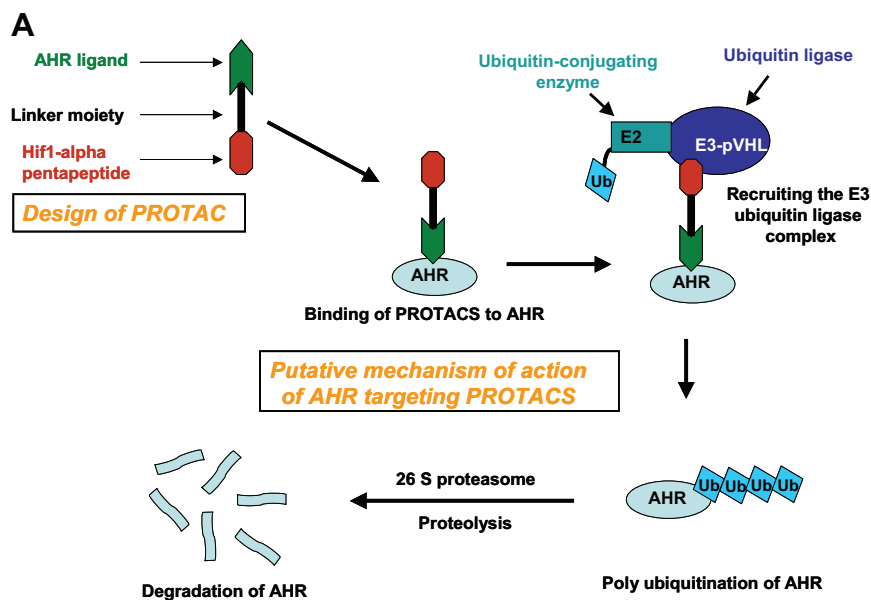 A
AHR ligand
Linker moiety
Hif1-alpha
pentapeptide
Design of PROTAC
AHR
Binding of PROTACS to AHR
Ubiquitin-conjugating
enzyme
Ubiquitin ligase
E2
E3-pVHL
Ub
Recruiting the E3
ubiquitin ligase
complex
AHR
Putative mechanism of action
of AHR targeting PROTACS
26 S proteasome
Proteolysis
AHR
Ub Ub Ub Ub
Degradation of AHR
Poly ubiquitination of AHR